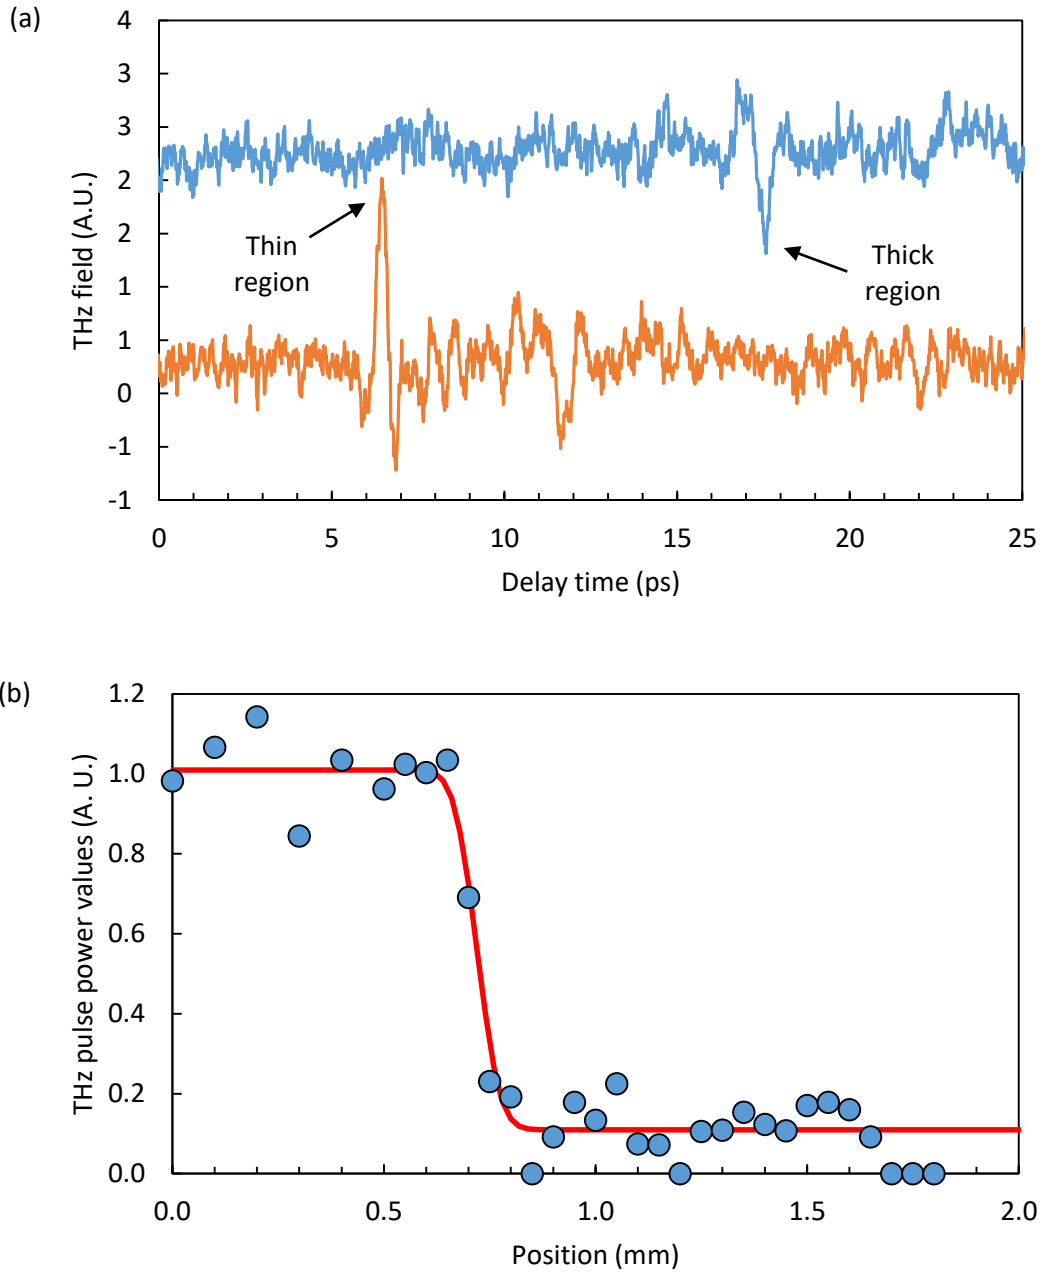 (a)
4
3
3
2
2
1
1
0
-1
-1
THz field (A.U.)
Thin
region
Thick
region
0 5 10 15 20 25
Delay time (ps)
(b)
1.2
1.0
0.8
0.6
0.4
0.2
0.0
THz pulse power values (A. U.)
0.0 0.5 1.0 1.5 2.0
Position (mm)